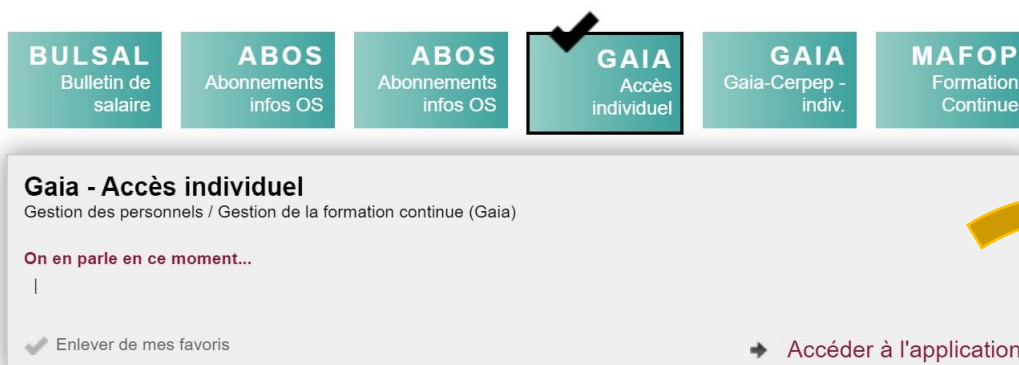 BULSAL
Bulletin de
salaire
ABOS
Abonnements
infos OS
ABOS
Abonnements
infos OS
GAIA
Accès
individuel
GAIA
Gaia-Cerpep -
indiv.
MAFOP
Formation
Continue
Gaia - Accès individuel
Gestion des personnels / Gestion de la formation continue (Gaia)
On en parle en ce moment...
|
Enlever de mes favoris
Accéder à l'application